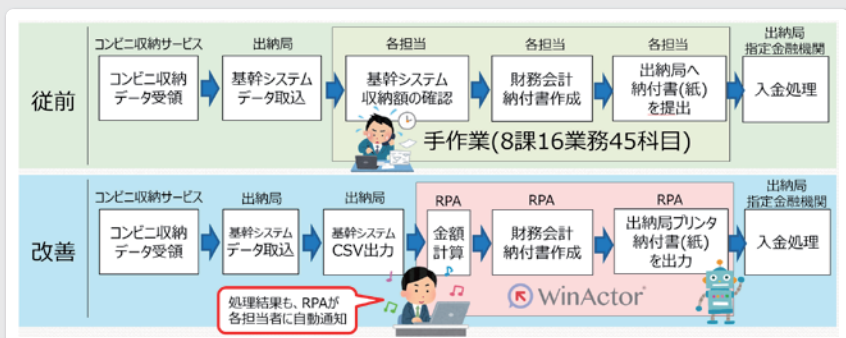 従前
コンビニ収納サービス
コンビニ収納
データ受領
出納局
基幹システム
データ取込
各担当
基幹システム
収納額の確認
各担当
財務会計
納付書作成
各担当
出納局へ
納付書(紙)
を提出
出納局
指定金融機関
入金処理
手作業(8課16業務45科目)
改善
コンビニ収納サービス
コンビニ収納
データ受領
出納局
基幹システム
データ取込
出納局
基幹システム
CSV出力
RPA
金額
計算
RPA
財務会計
納付書作成
RPA
出納局プリンタ
納付書(紙)
を出力
出納局
指定金融機関
入金処理
処理結果も、RPAが
各担当者に自動通知
WinActor®